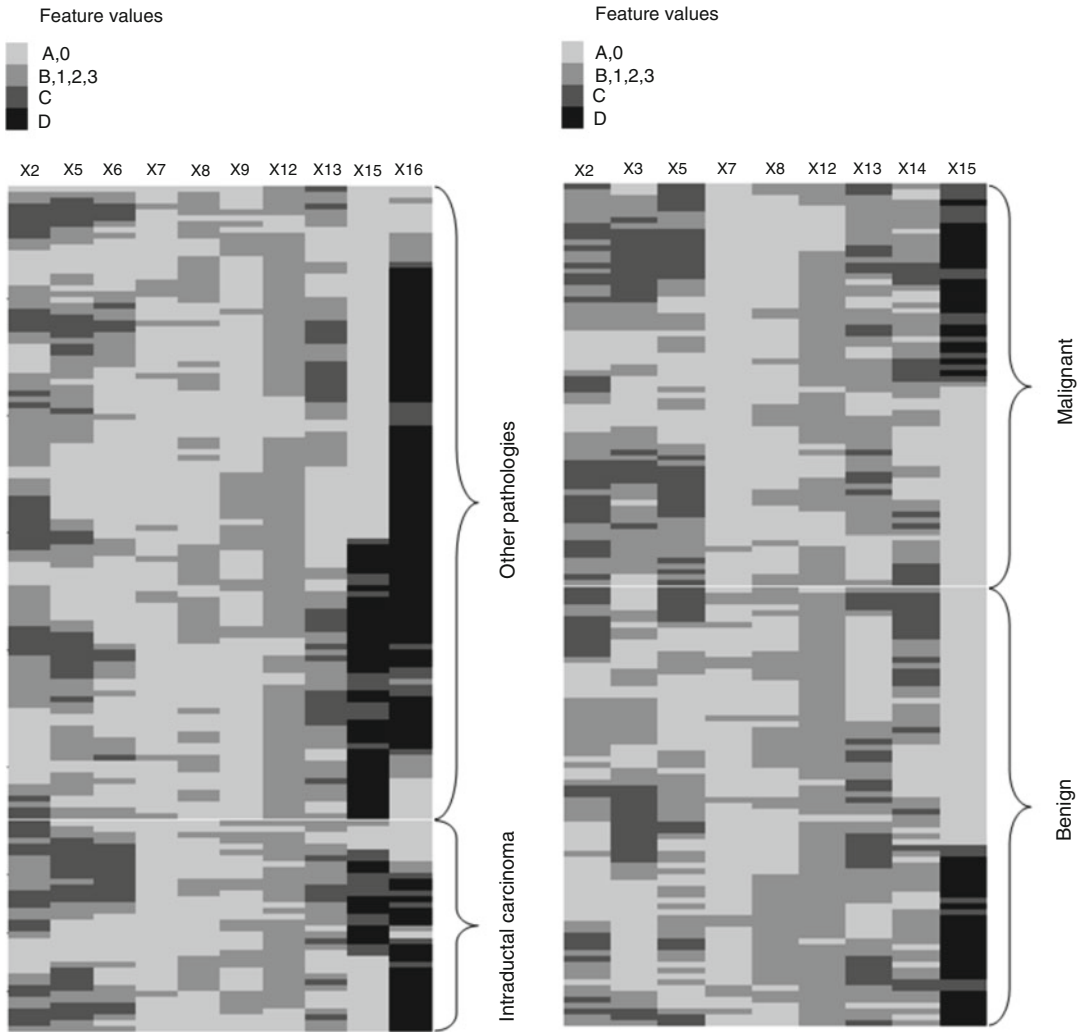 Feature values
A,0
B,1,2,3
C
D
X2 X5 X6 X7 X8 X9 X12 X13 X15 X16
Other pathologies
Intraductal carcinoma
Feature values
A,0
B,1,2,3
C
D
X2 X3 X5 X7 X8 X12 X13 X14 X15
Malignant
Benign